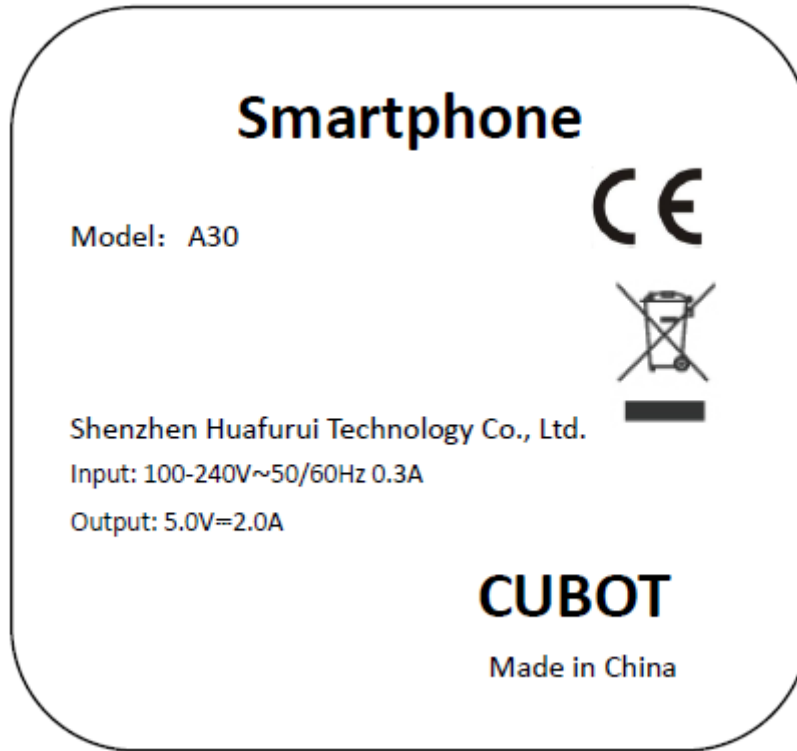 Smartphone
CE
Model： A30
Shenzhen Huafurui Technology Co., Ltd.
Input: 100-240V~50/60Hz 0.3A
Output: 5.0V=2.0A
CUBOT
Made in China